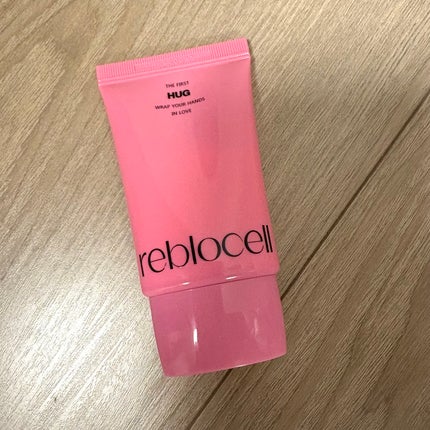 THE FIRST
HUG
WRAP YOUR HANDS
IN LOVE
reblocell